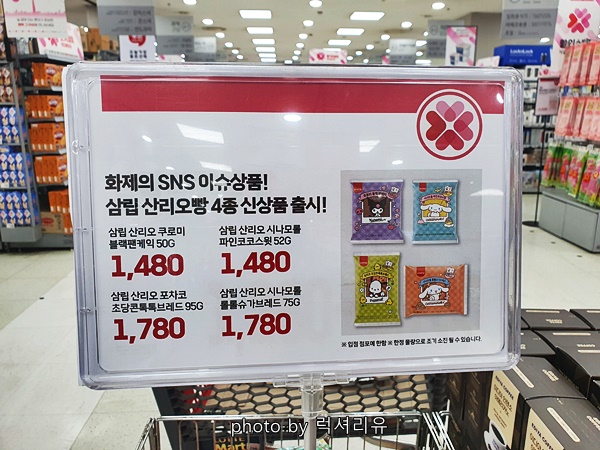 화제의 SNS 이슈상품!
삼립 산리오빵 4종 신상품 출시!
삼립 산리오 쿠로미
블랙팬케익 50G
1,480
삼립 산리오 시나모롤
파인코코스윗 52G
1,480
삼립 산리오 포차코
초당콘톡톡브레드 95G
1,780
삼립 산리오 시나모롤
롤롤슈가브레드 75G
1,780
※ 입점 점포에 한함 ※ 한정 물량으로 조기 소진 될 수 있습니다.
photo by 럭셔리유
LOTTE
Mart
LocknLock